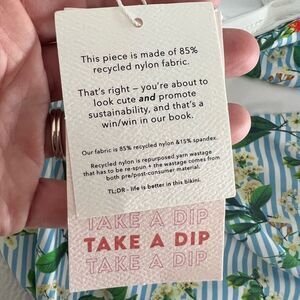 This piece is made of 85%
recycled nylon fabric.
That's right – you're about to
look cute and promote
sustainability, and that's a
win/win in our book.
Our fabric is 85% recycled nylon &15% spandex.
Recycled nylon is repurposed yarn wastage
that has to be re-spun + the wastage comes from
both pre/post-consumer material.
TL;DR - life is better in this bikini.
TAKE A DIP
TAKE A DIP
TAKE A DIP